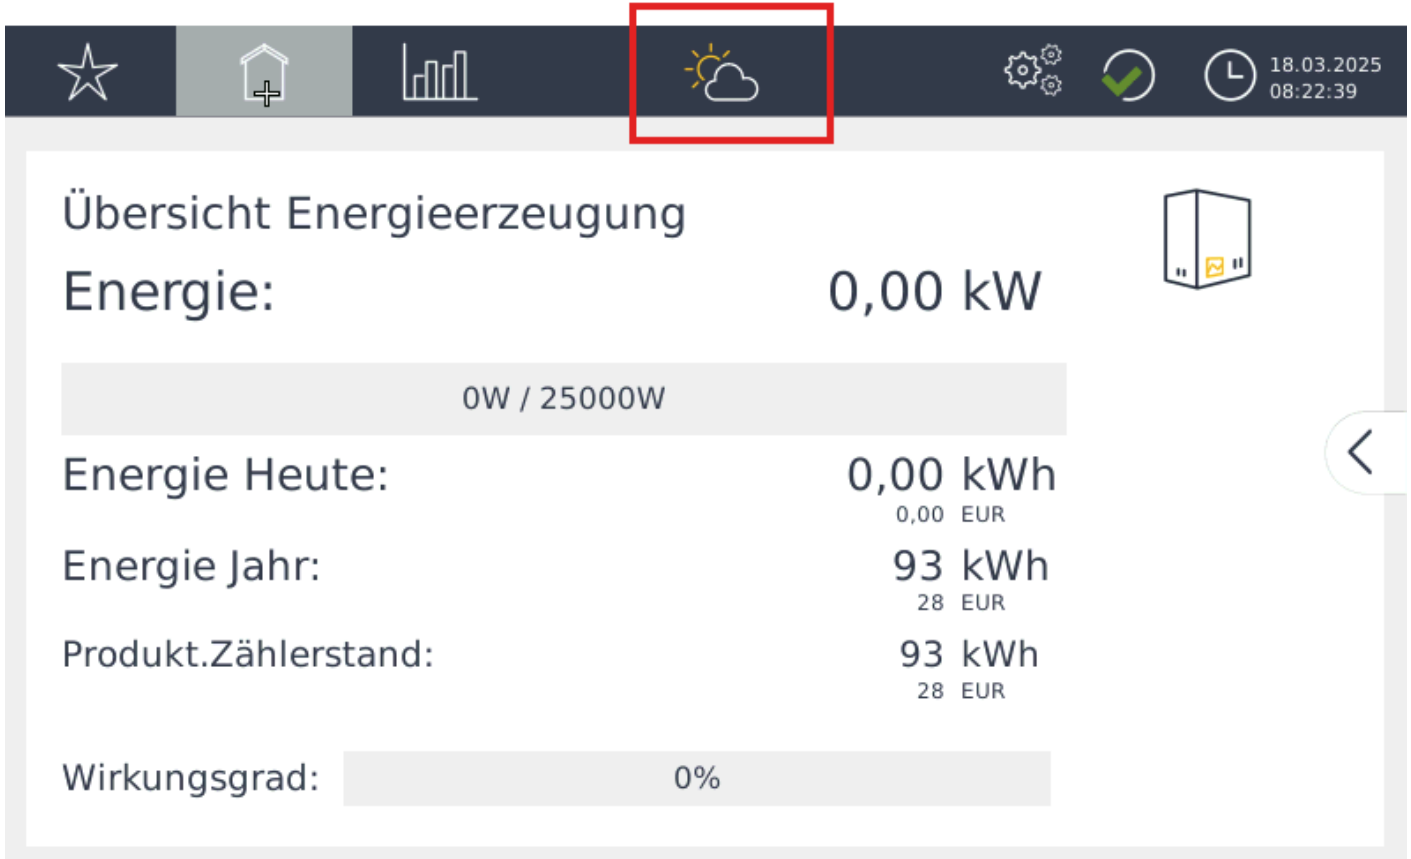 18.03.2025
08:22:39
Übersicht Energieerzeugung
Energie: 0,00 kW
0W / 25000W
Energie Heute: 0,00 kWh
0,00 EUR
Energie Jahr: 93 kWh
28 EUR
Produkt.Zählerstand: 93 kWh
28 EUR
Wirkungsgrad: 0%